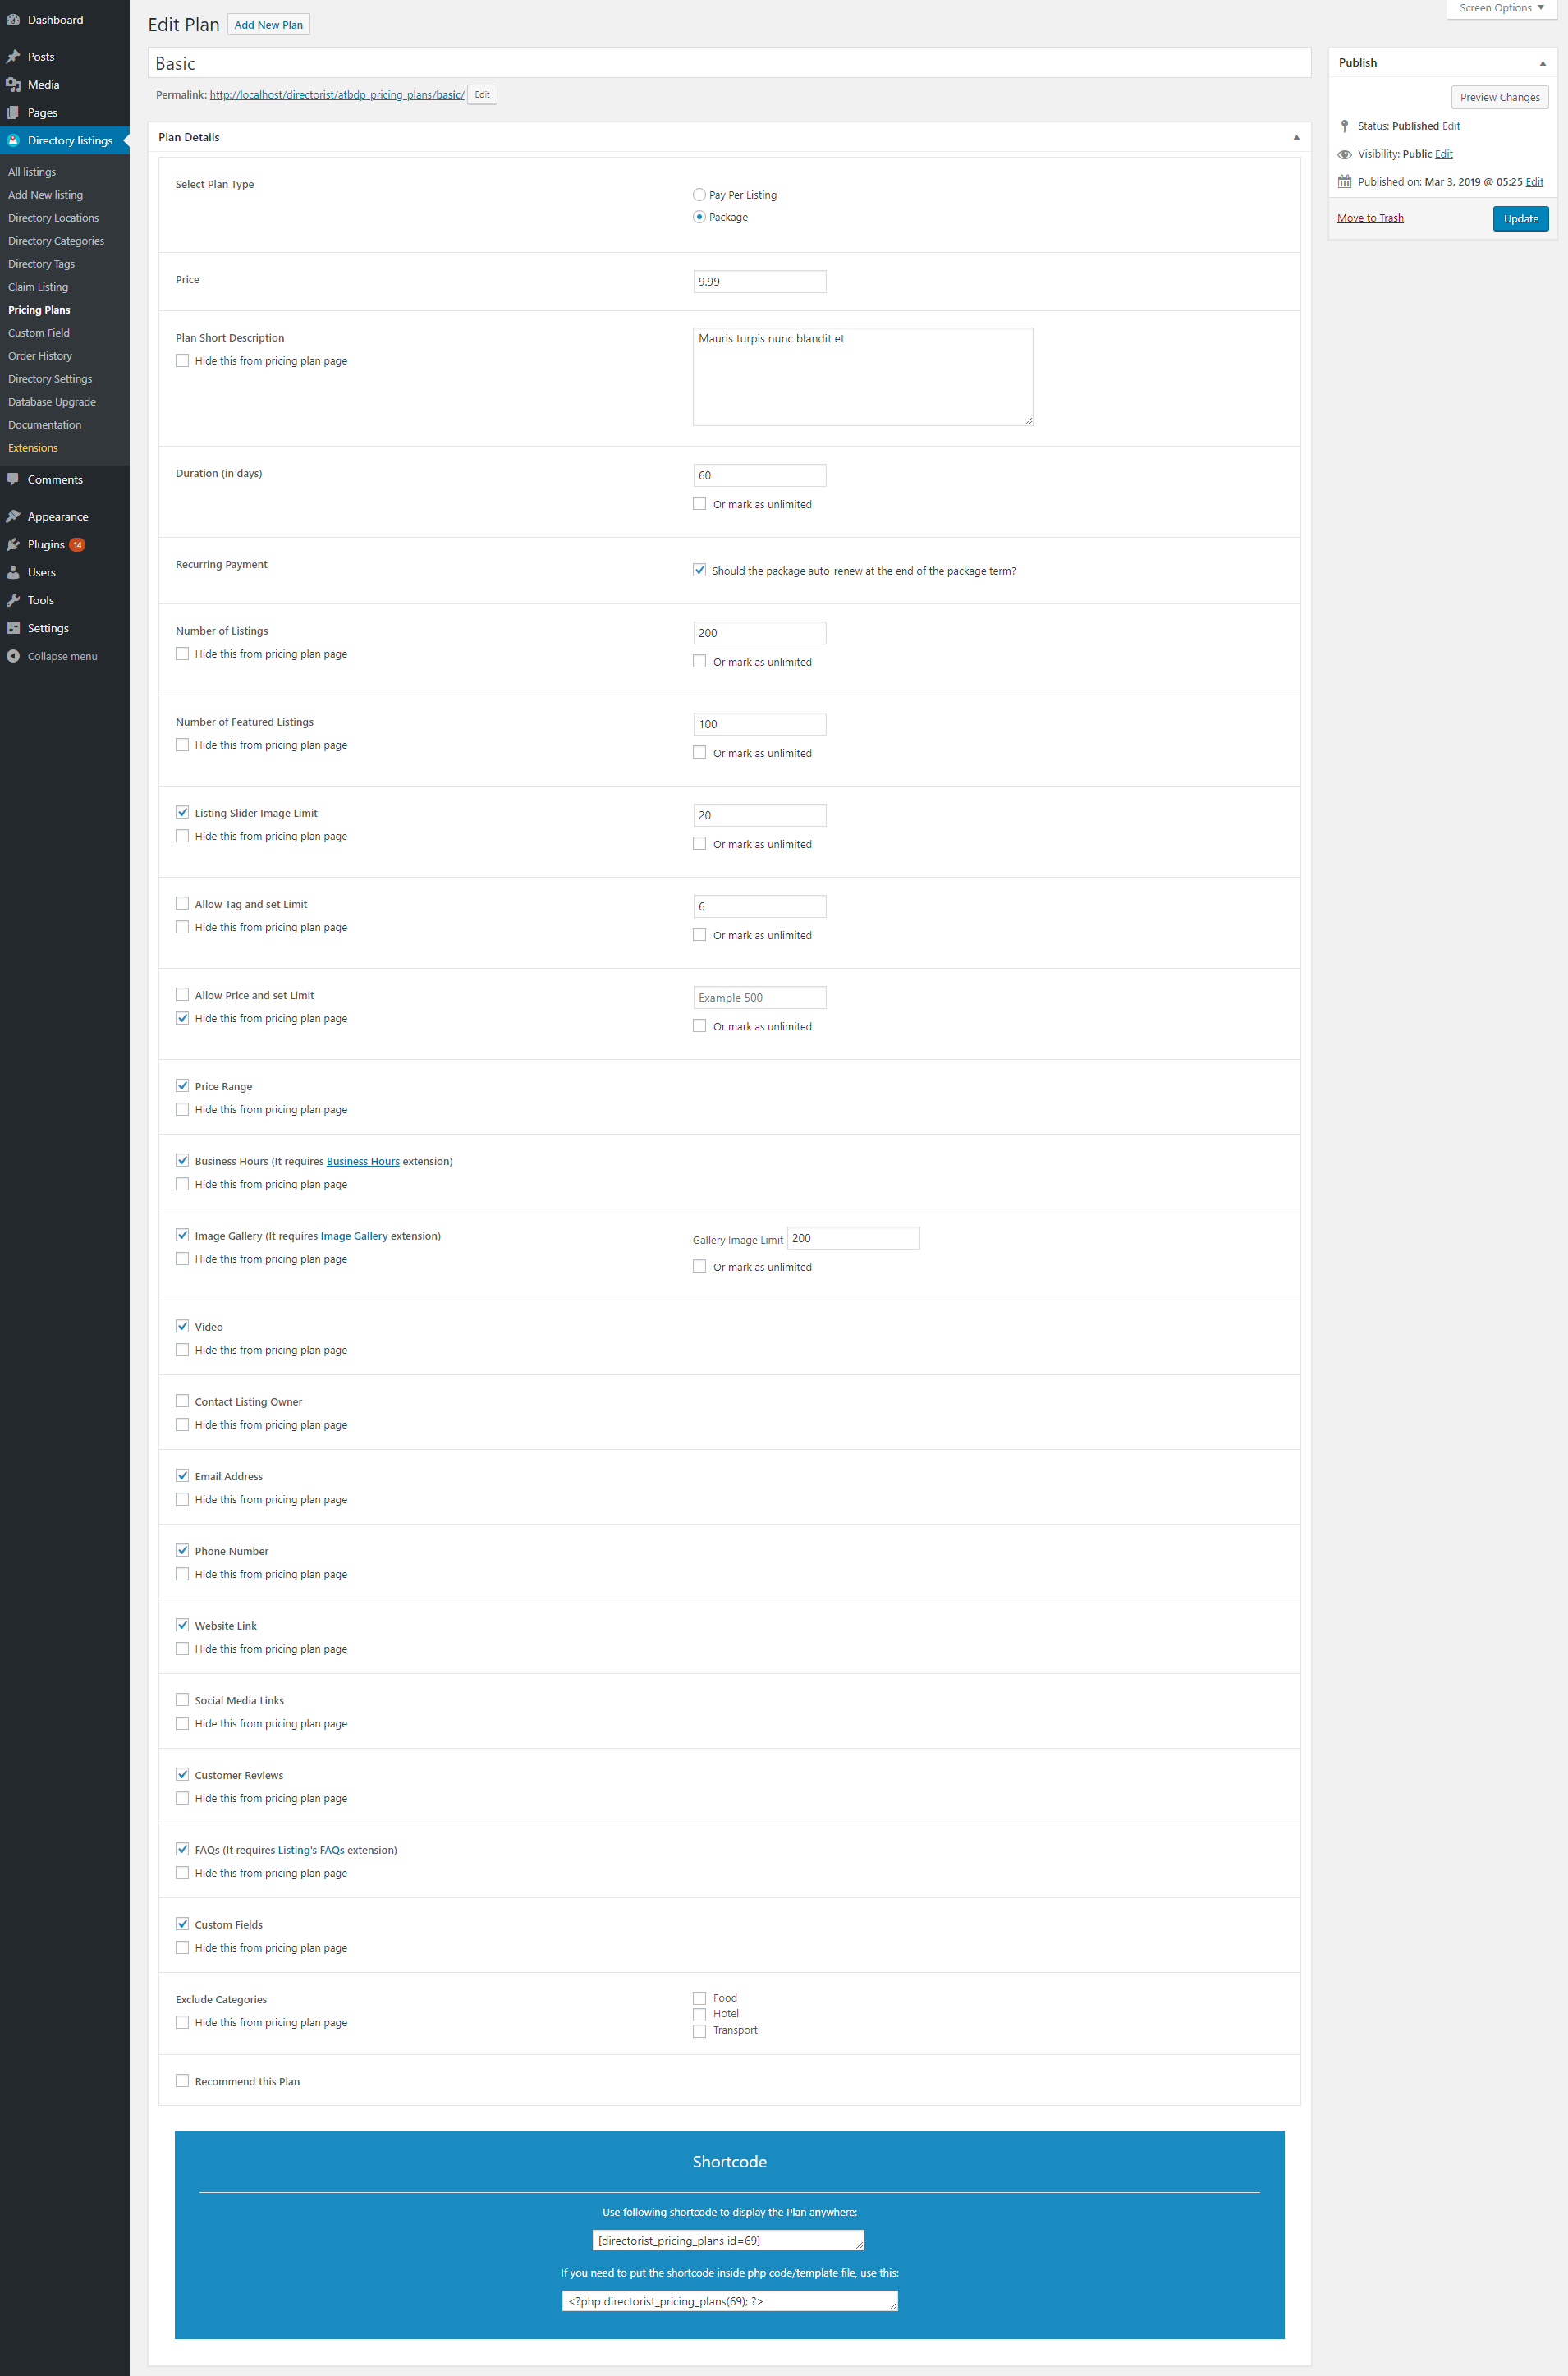 Dashboard
Posts
Media
Pages
Directory listings
All listings
Add New listing
Directory Locations
Directory Categories
Directory Tags
Claim Listing
Pricing Plans
Custom Field
Order History
Directory Settings
Database Upgrade
Documentation
Extensions
Comments
Appearance
Plugins 14
Users
Tools
Settings
Collapse menu
Screen Options
Edit Plan Add New Plan
Basic
Permalink: http://localhost/directorist/atbdp_pricing_plans/basic/ Edit
Plan Details
Select Plan Type
Pay Per Listing
Package
Price
9.99
Plan Short Description
Hide this from pricing plan page
Mauris turpis nunc blandit et
Duration (in days)
60
Or mark as unlimited
Recurring Payment
Should the package auto-renew at the end of the package term?
Number of Listings
Hide this from pricing plan page
200
Or mark as unlimited
Number of Featured Listings
Hide this from pricing plan page
100
Or mark as unlimited
Listing Slider Image Limit
Hide this from pricing plan page
20
Or mark as unlimited
Allow Tag and set Limit
Hide this from pricing plan page
6
Or mark as unlimited
Allow Price and set Limit
Hide this from pricing plan page
Example 500
Or mark as unlimited
Price Range
Hide this from pricing plan page
Business Hours (It requires Business Hours extension)
Hide this from pricing plan page
Image Gallery (It requires Image Gallery extension)
Hide this from pricing plan page
Gallery Image Limit 200
Or mark as unlimited
Video
Hide this from pricing plan page
Contact Listing Owner
Hide this from pricing plan page
Email Address
Hide this from pricing plan page
Phone Number
Hide this from pricing plan page
Website Link
Hide this from pricing plan page
Social Media Links
Hide this from pricing plan page
Customer Reviews
Hide this from pricing plan page
FAQs (It requires Listing's FAQs extension)
Hide this from pricing plan page
Custom Fields
Hide this from pricing plan page
Exclude Categories
Hide this from pricing plan page
Food
Hotel
Transport
Recommend this Plan
Shortcode
Use following shortcode to display the Plan anywhere:
[directorist_pricing_plans id=69]
If you need to put the shortcode inside php code/template file, use this:
<?php directorist_pricing_plans(69); ?>
Publish
Preview Changes
Status: Published Edit
Visibility: Public Edit
Published on: Mar 3, 2019 @ 05:25 Edit
Move to Trash
Update